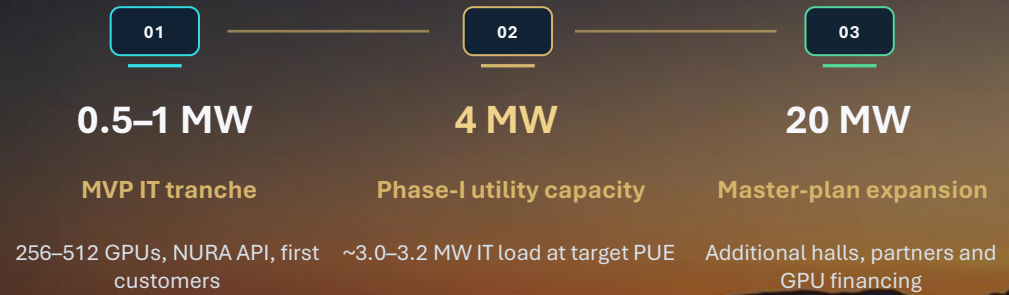 01
02
03
0.5–1 MW
4 MW
20 MW
MVP IT tranche
Phase-I utility capacity
Master-plan expansion
256–512 GPUs, NURA API, first
customers
~3.0–3.2 MW IT load at target PUE
Additional halls, partners and
GPU financing